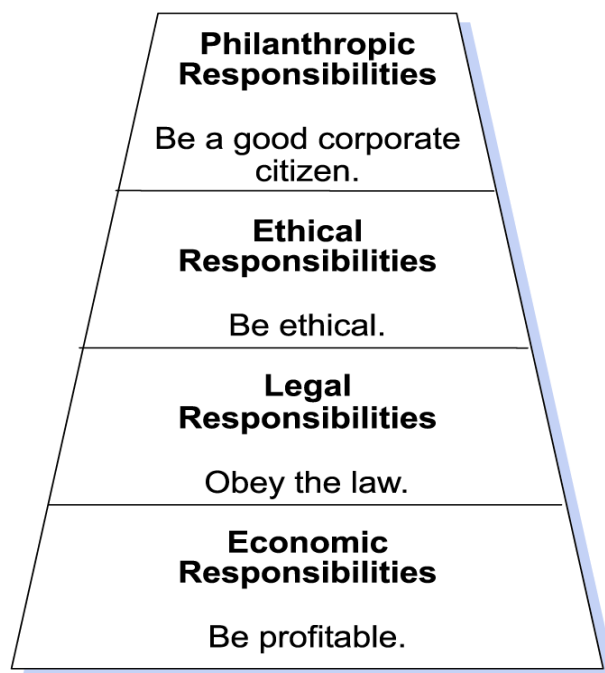 Philanthropic
Responsibilities
Be a good corporate
citizen.
Ethical
Responsibilities
Be ethical.
Legal
Responsibilities
Obey the law.
Economic
Responsibilities
Be profitable.